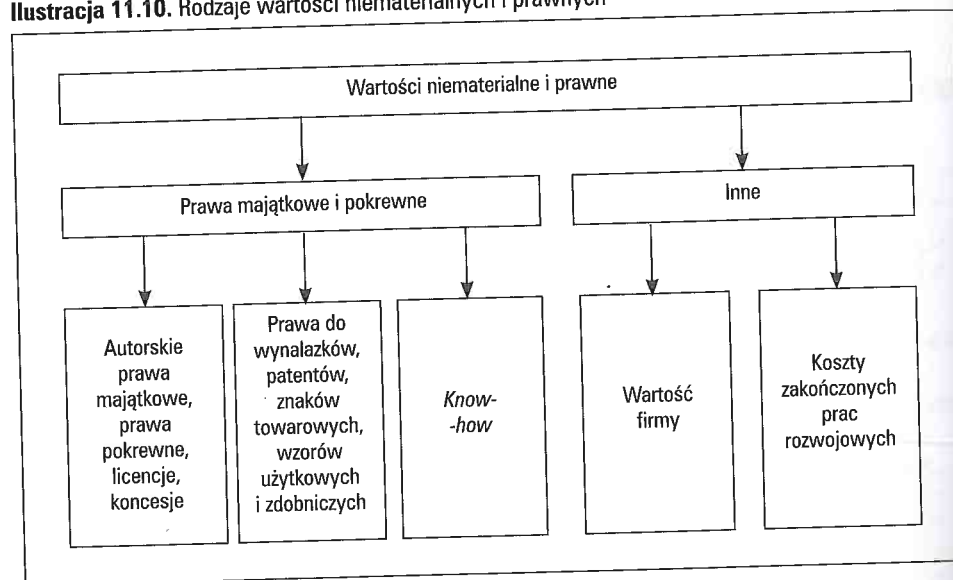 Ilustracja 11.10. Rodzaje wartości niematerialnych i prawnych
Wartości niematerialne i prawne
Prawa majątkowe i pokrewne
Inne
Autorskie
prawa
majątkowe,
prawa
pokrewne,
licencje,
koncesje
Prawa do
wynalazków,
patentów,
znaków
towarowych,
wzorów
użytkowych
i zdobniczych
Know-
-how
Wartość
firmy
Koszty
zakończonych
prac
rozwojowych